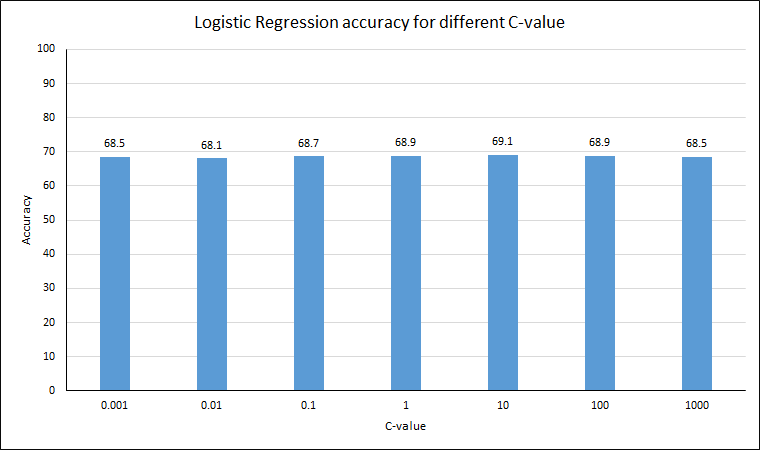 Logistic Regression accuracy for different C-value
100
90
80
70
60
50
40
30
20
10
0
Accuracy
68.5 68.1 68.7 68.9 69.1 68.9 68.5
0.001 0.01 0.1 1 10 100 1000
C-value